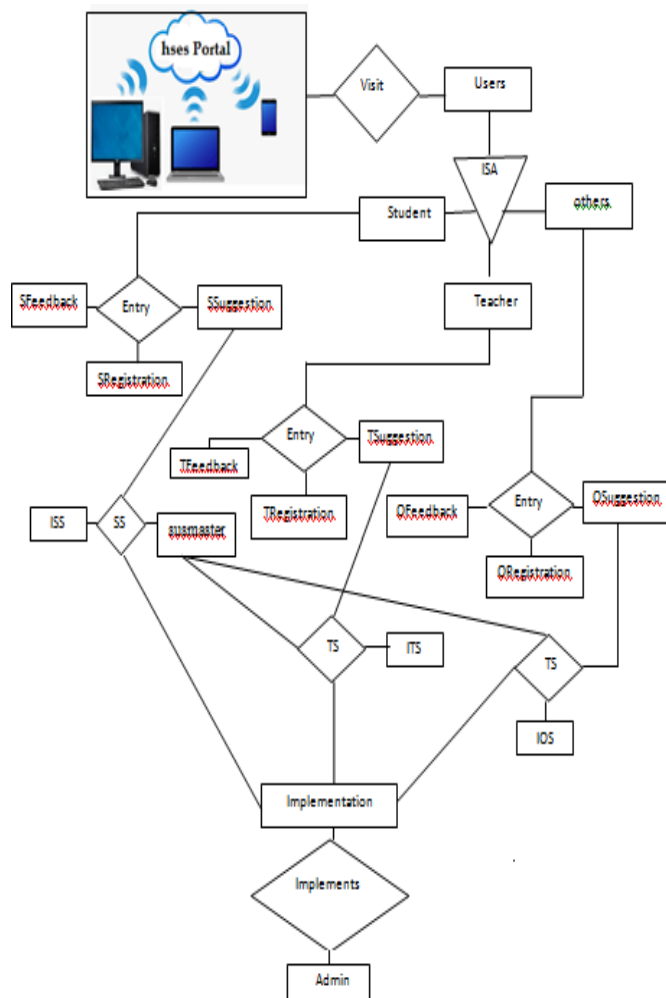 hses Portal
Visit
Users
ISA
Student
others
Teacher
SFeedback
Entry
SSuggestion
SRegistration
TFeedback
Entry
TSuggestion
TRegistration
OFeedback
Entry
OSuggestion
ORegistration
ISS
SS
susmaster
TS
ITS
TS
IOS
Implementation
Implements
Admin